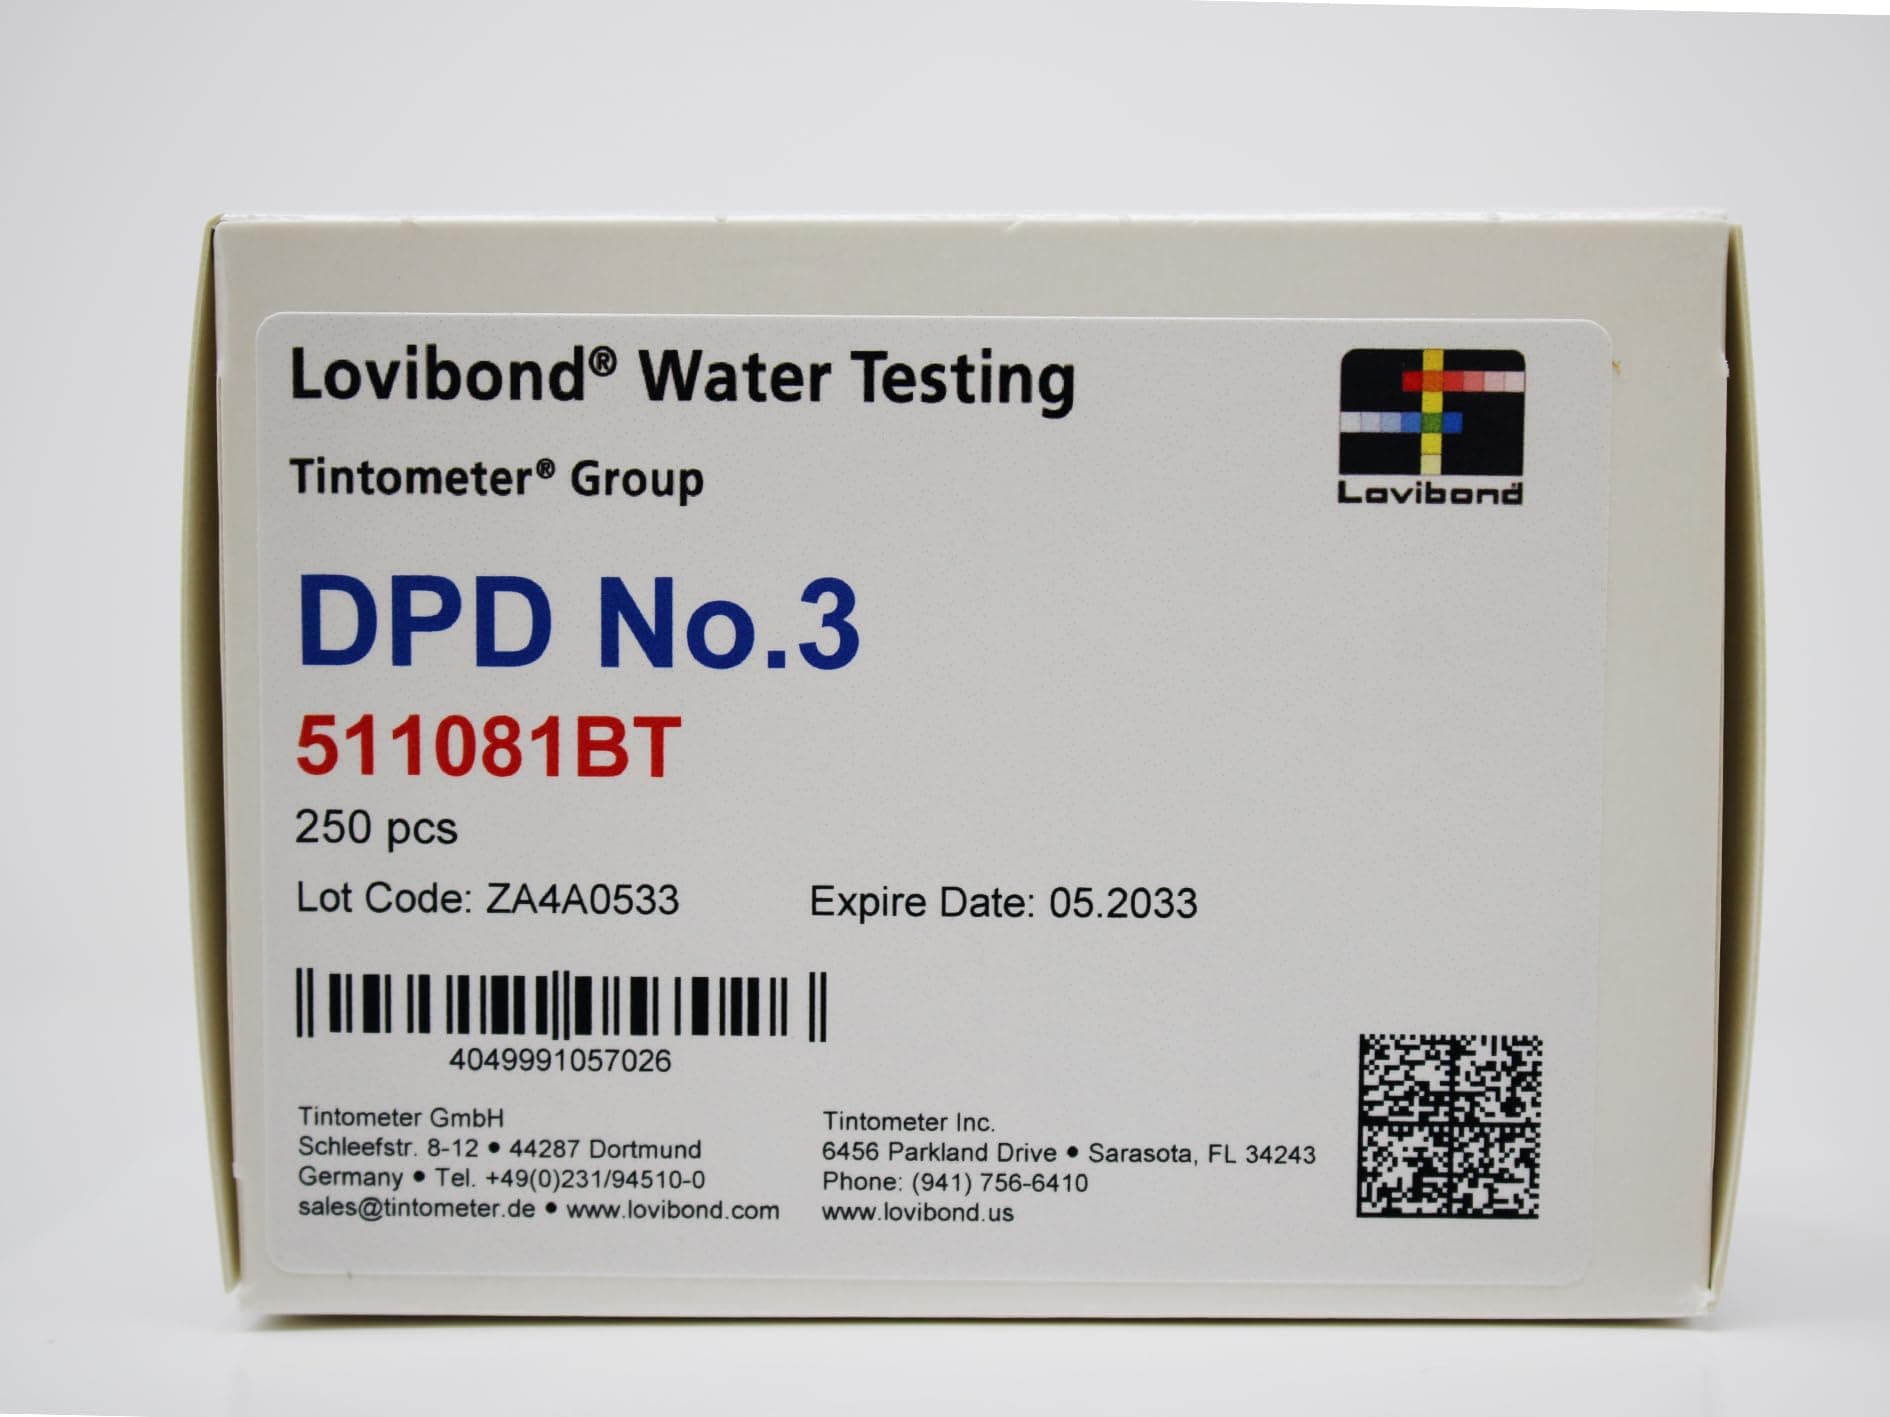 Lovibond® Water Testing
Lovibond
Tintometer® Group
DPD No.3
511081BT
250 pcs
Lot Code: ZA4A0533 Expire Date: 05.2033
4049991057026
Tintometer GmbH
Schleefstr. 8-12 • 44287 Dortmund
Germany • Tel. +49(0)231/94510-0
sales@tintometer.de • www.lovibond.com
Tintometer Inc.
6456 Parkland Drive • Sarasota, FL 34243
Phone: (941) 756-6410
www.lovibond.us